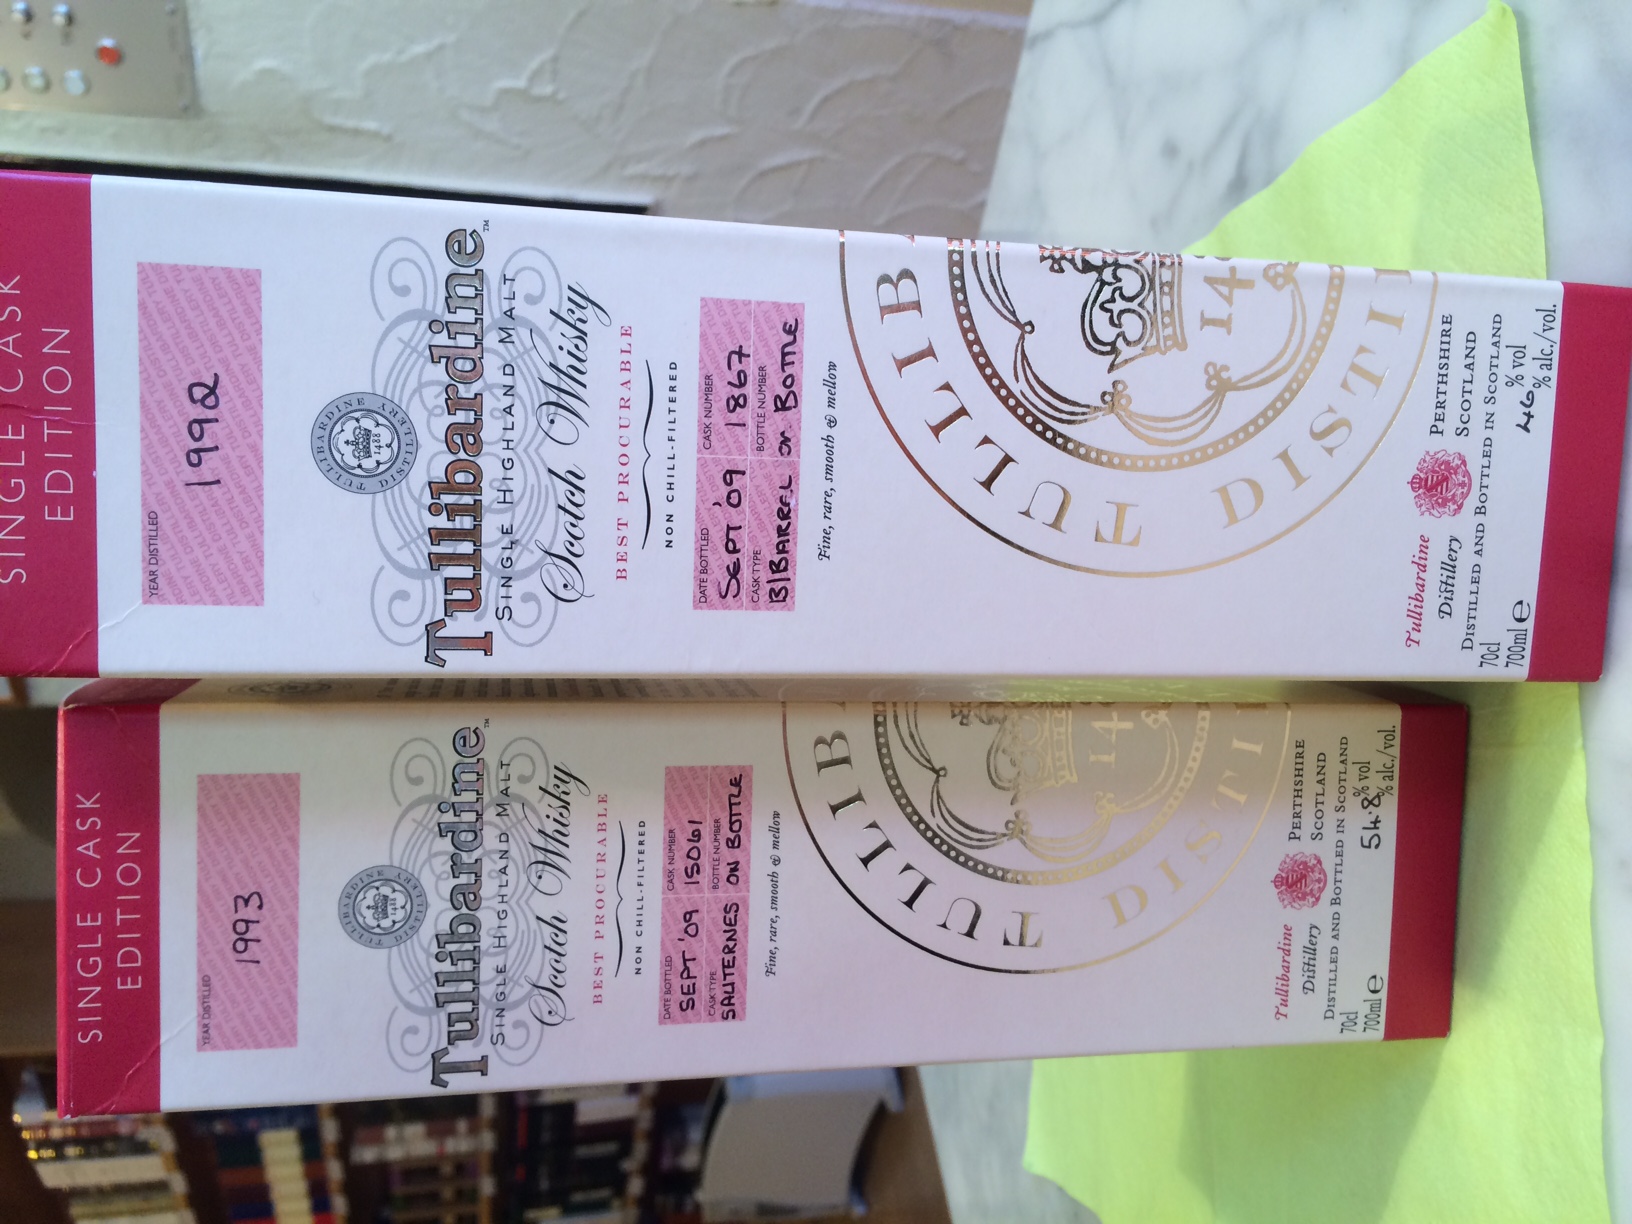 SINGLE CASK
EDITION
YEAR DISTILLED
1993
TULLIBARDINE DISTILLERY
1488
Tullibardine™
SINGLE HIGHLAND MALT
Scotch Whisky
BEST PROCURABLE
NON CHILL-FILTERED
DATE BOTTLED CASK NUMBER
SEPT '09 15061
CASK TYPE BOTTLE NUMBER
SAUTERNES ON BOTTLE
Fine, rare, smooth & mellow
TULLIB
14
DISTI
Tullibardine PERTHSHIRE
Distillery SCOTLAND
DISTILLED AND BOTTLED IN SCOTLAND
70cl 54.8 % vol
700ml e % alc./vol.
SINGLE CASK
EDITION
YEAR DISTILLED
1992
TULLIBARDINE DISTILLERY
1488
Tullibardine™
SINGLE HIGHLAND MALT
Scotch Whisky
BEST PROCURABLE
NON CHILL-FILTERED
DATE BOTTLED CASK NUMBER
SEPT '09 1867
CASK TYPE BOTTLE NUMBER
BIBARREL on BOTTLE
Fine, rare, smooth & mellow
TULLIB
14
DISTI
Tullibardine PERTHSHIRE
Distillery SCOTLAND
DISTILLED AND BOTTLED IN SCOTLAND
70cl 46 % vol
700ml e % alc./vol.